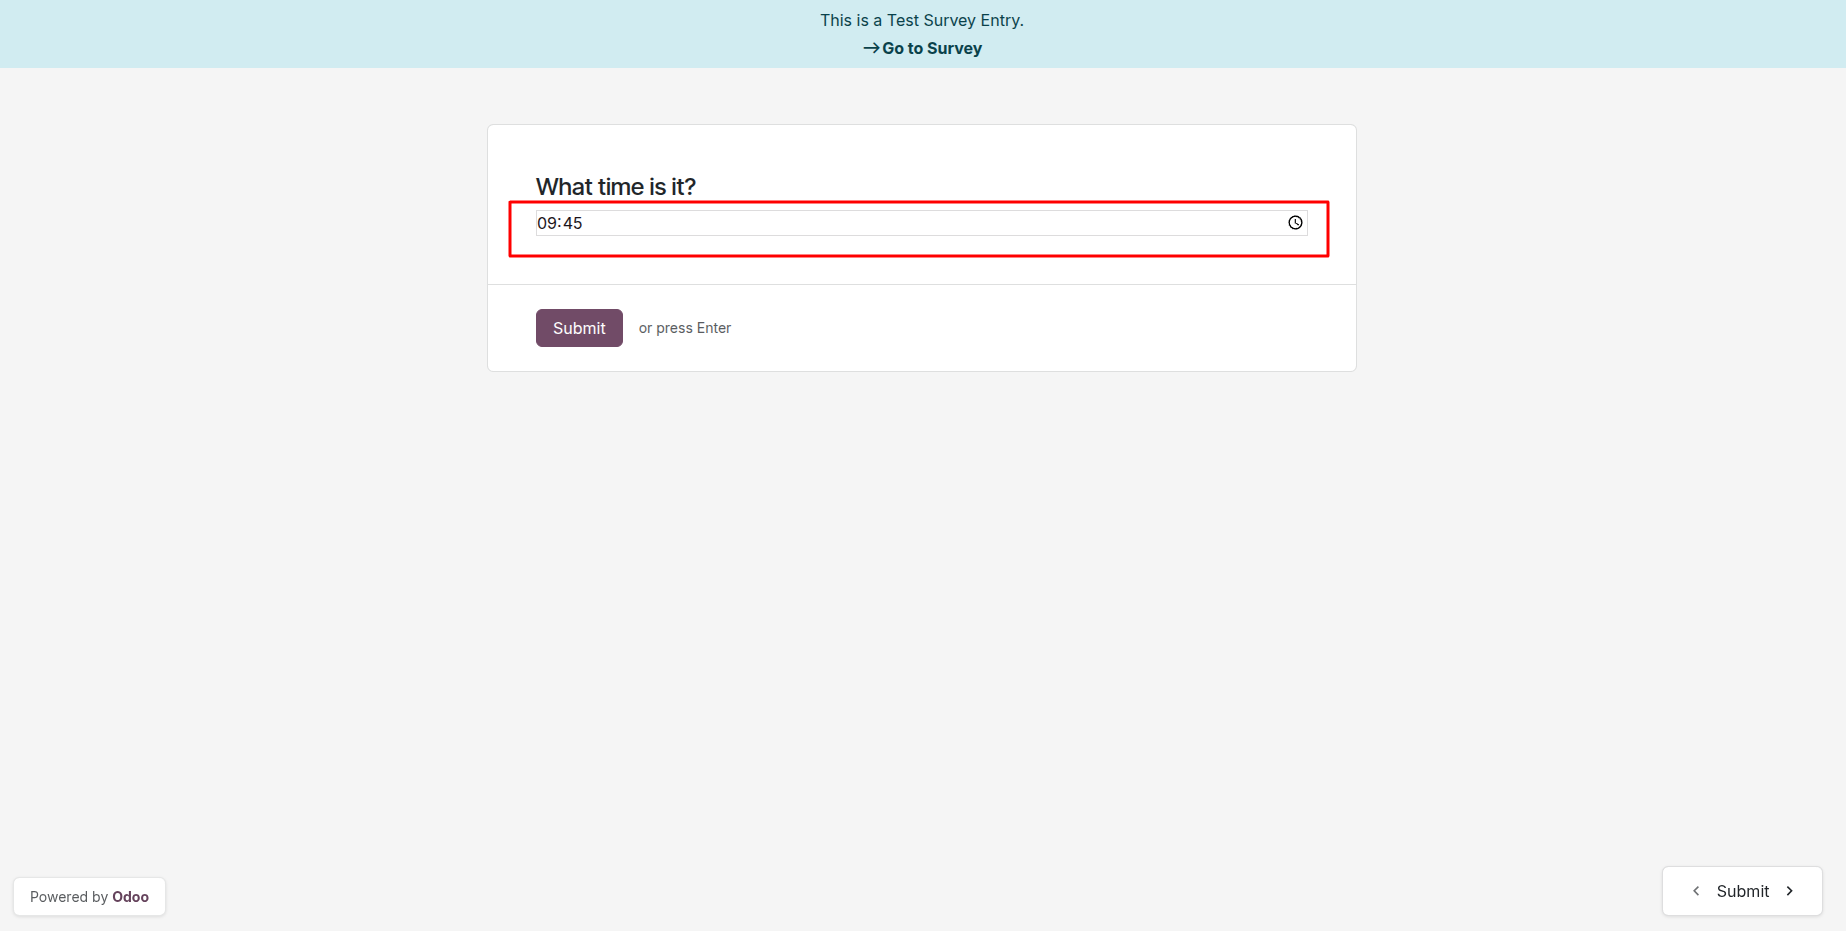 This is a Test Survey Entry.
→Go to Survey
What time is it?
09:45
Submit or press Enter
Powered by Odoo
‹ Submit ›